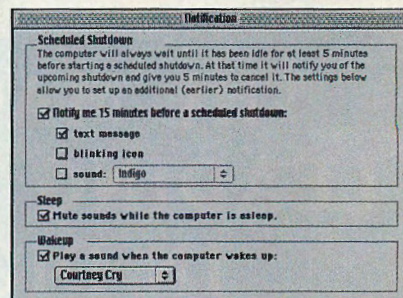 Notification
Scheduled Shutdown
The computer will always wait until it has been idle for at least 5 minutes
before starting a scheduled shutdown. At that time it will notify you of the
upcoming shutdown and give you 5 minutes to cancel it. The settings below
allow you to set up an additional (earlier) notification.
Notify me 15 minutes before a scheduled shutdown:
text message
blinking icon
sound: Indigo
Sleep
Mute sounds while the computer is asleep.
Wakeup
Play a sound when the computer wakes up:
Courtney Cry